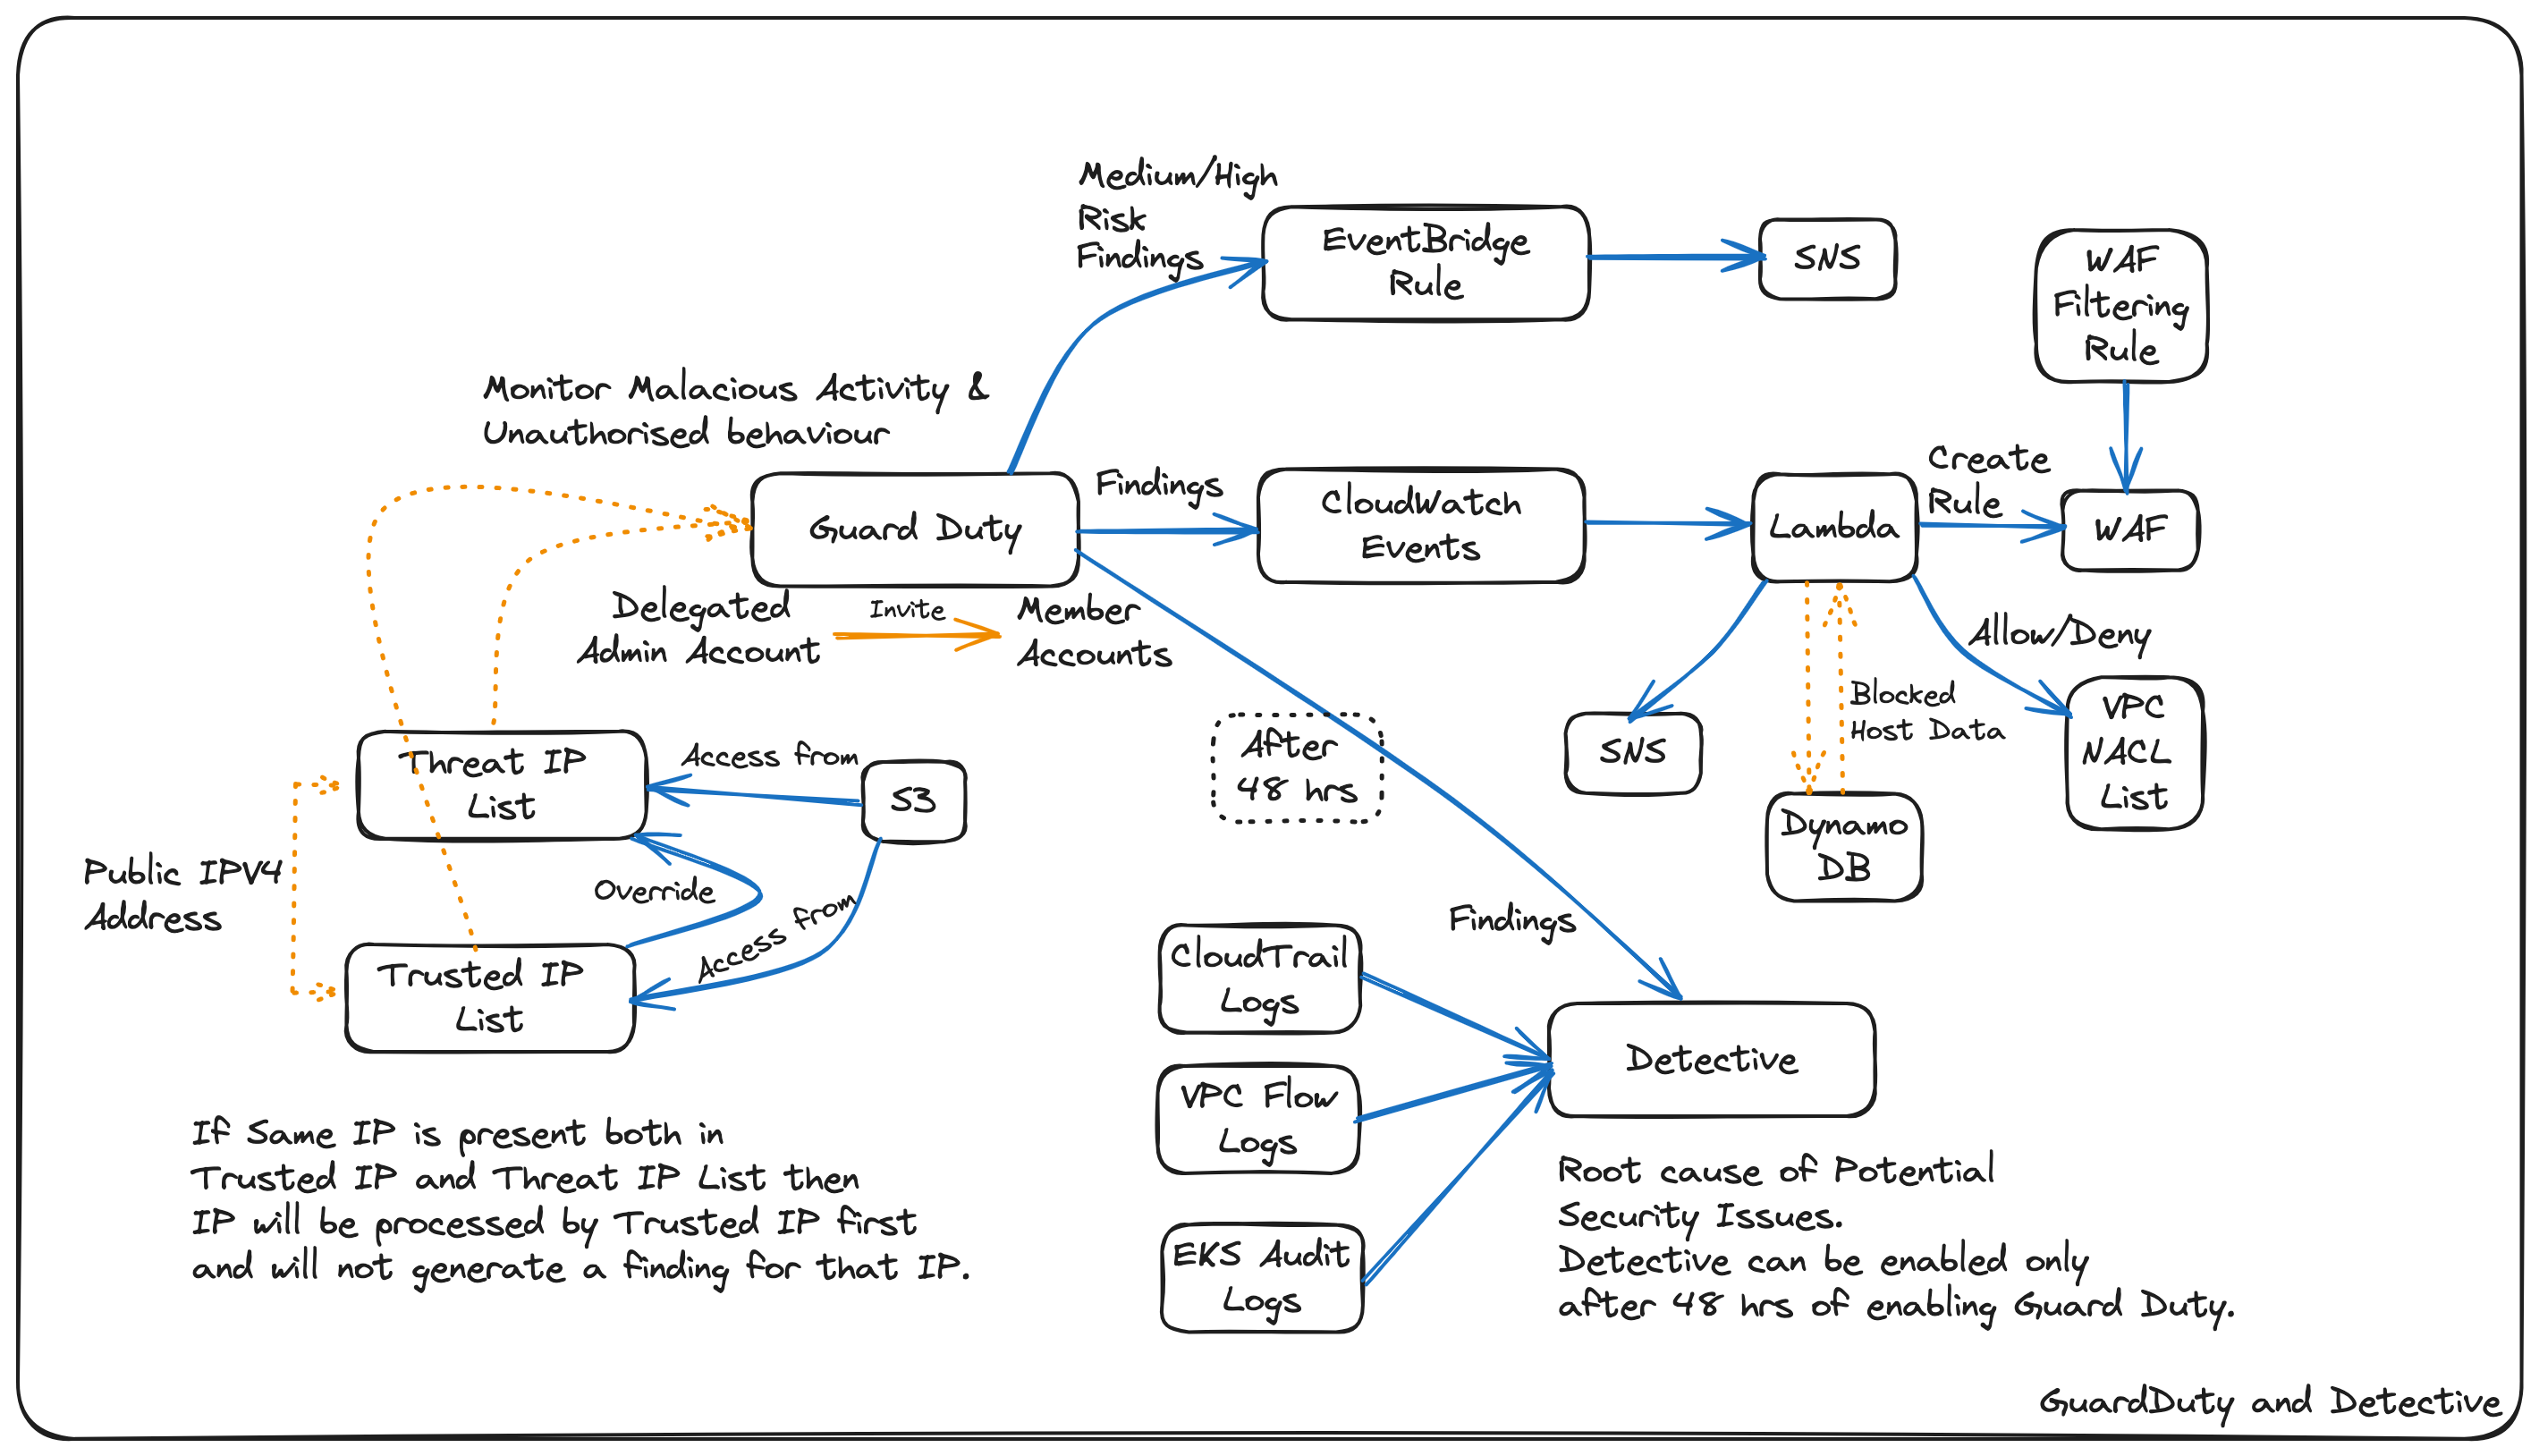 Medium/High
Risk
Findings
EventBridge
Rule
SNS
WAF
Filtering
Rule
Monitor Malacious Activity &
Unauthorised behaviour
Guard Duty
Findings
CloudWatch
Events
Lambda
Create
Rule
WAF
Delegated
Admin Account
Invite
Member
Accounts
Allow/Deny
Blocked
Host Data
VPC
NACL
List
After
48 hrs
SNS
Dynamo
DB
Threat IP
List
Access from
S3
Public IPV4
Address
Override
Access from
Trusted IP
List
Findings
CloudTrail
Logs
VPC Flow
Logs
EKS Audit
Logs
Detective
If Same IP is present both in
Trusted IP and Threat IP List then
IP will be processed by Trusted IP first
and will not generate a finding for that IP.
Root cause of Potential
Security Issues.
Detective can be enabled only
after 48 hrs of enabling Guard Duty.
GuardDuty and Detective